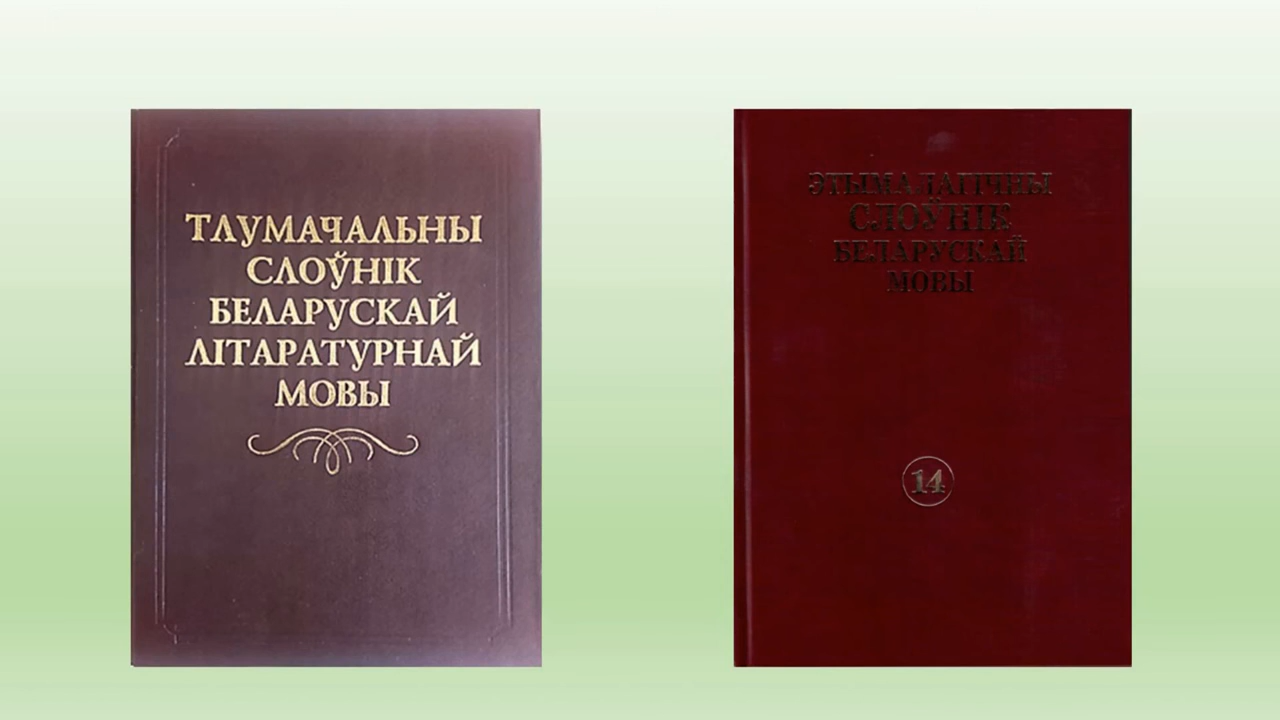 ТЛУМАЧАЛЬНЫ
СЛОЎНІК
БЕЛАРУСКАЙ
ЛІТАРАТУРНАЙ
МОВЫ
ЭТЫМАЛАГІЧНЫ
СЛОЎНІК
БЕЛАРУСКАЙ
МОВЫ
14